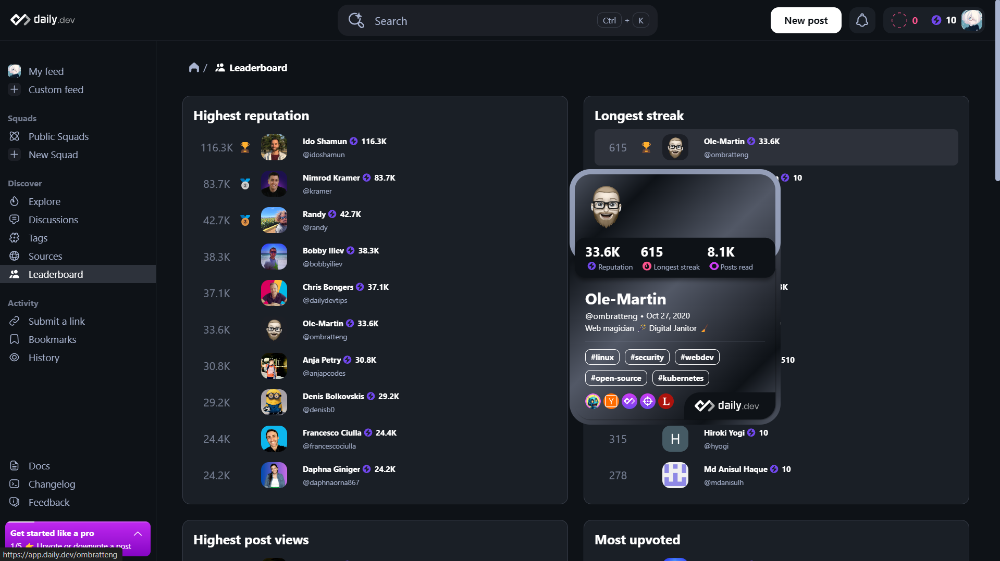 daily.dev
Search
Ctrl + K
New post
0
10
My feed
Custom feed
Squads
Public Squads
New Squad
Discover
Explore
Discussions
Tags
Sources
Leaderboard
Activity
Submit a link
Bookmarks
History
Docs
Changelog
Feedback
Get started like a pro
1/5 👉 Upvote or downvote a post
https://app.daily.dev/ombratteng
/ Leaderboard
Highest reputation
116.3K Ido Shamun 116.3K
@idoshamun
83.7K 2 Nimrod Kramer 83.7K
@kramer
42.7K 3 Randy 42.7K
@randy
38.3K Bobby Iliev 38.3K
@bobbyiliev
37.1K Chris Bongers 37.1K
@dailydevtips
33.6K Ole-Martin 33.6K
@ombratteng
30.8K Anja Petry 30.8K
@anjapcodes
29.2K Denis Bolkovskis 29.2K
@denisb0
24.4K Francesco Ciulla 24.4K
@francescociulla
24.2K Daphna Giniger 24.2K
@daphnaorna867
Longest streak
615 Ole-Martin 33.6K
@ombratteng
10
510
33.6K 615 8.1K
Reputation Longest streak Posts read
Ole-Martin
@ombratteng • Oct 27, 2020
Web magician 🪄 Digital Janitor 🧹
#linux #security #webdev
#open-source #kubernetes
Y L daily.dev
315 H Hiroki Yogi 10
@hyogi
278 Md Anisul Haque 10
@mdanisulh
Highest post views
Most upvoted